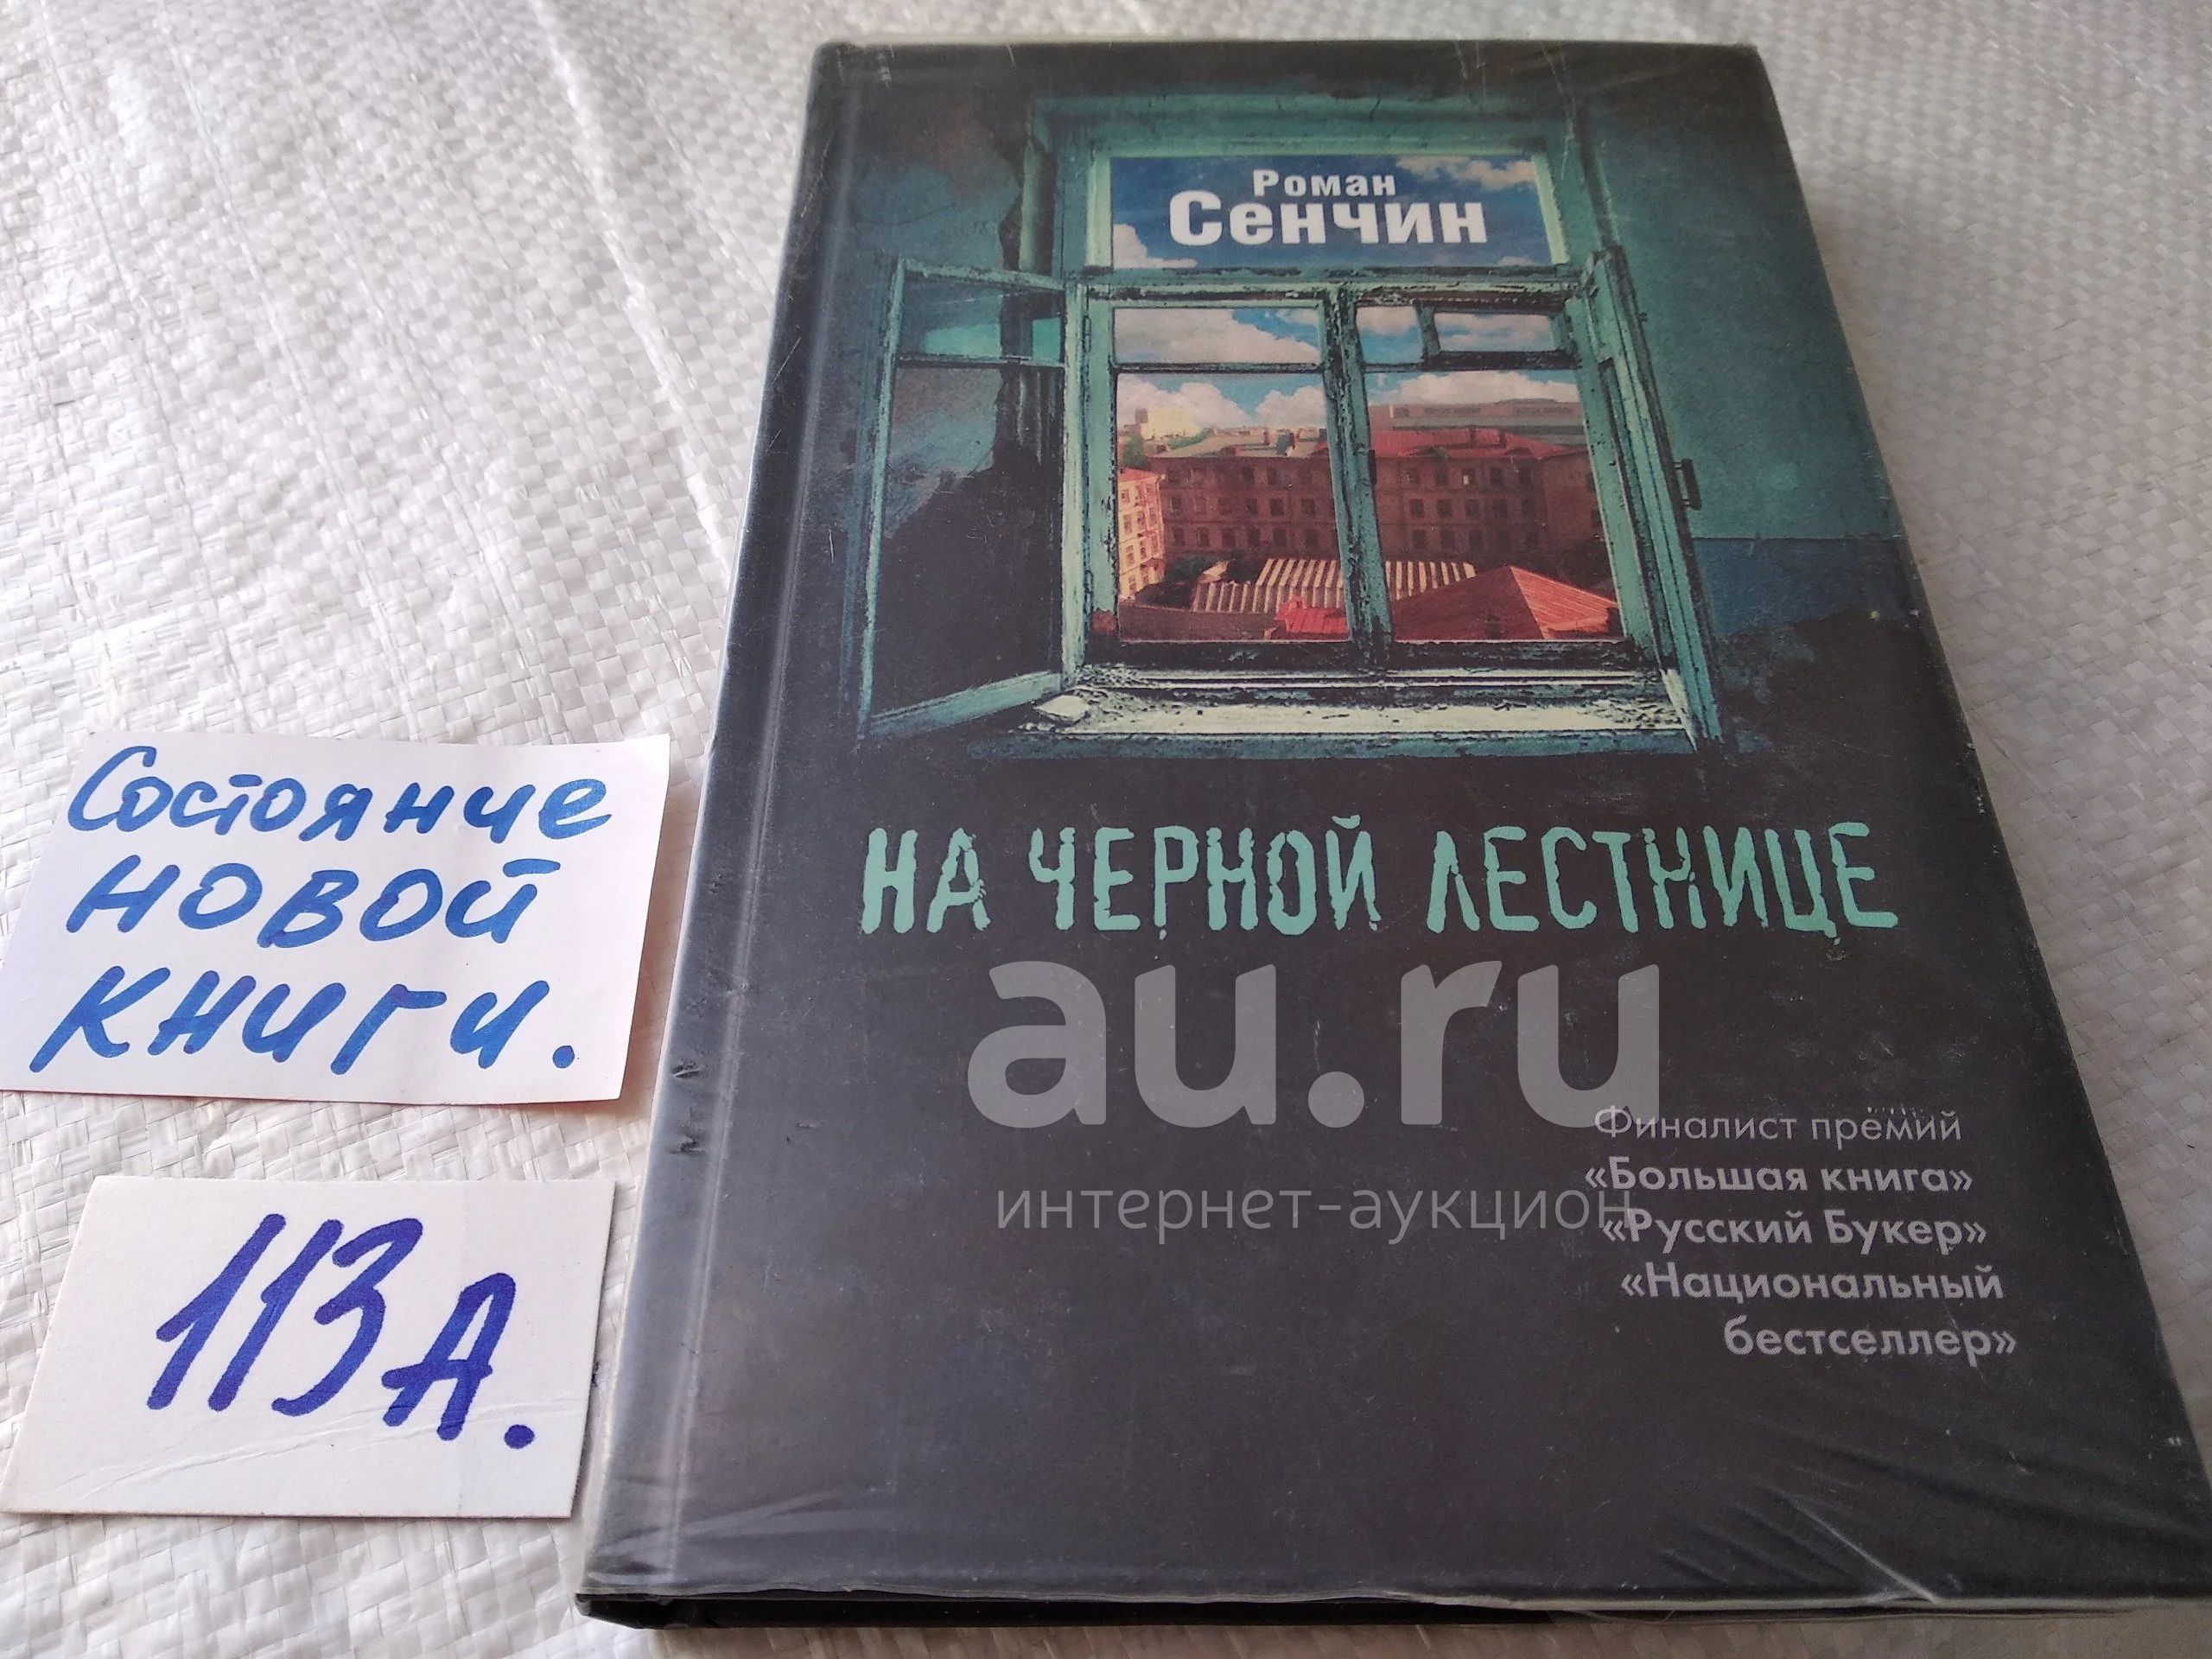 Роман
Сенчин
НА ЧЕРНОЙ ЛЕСТНИЦЕ
au.ru
интернет-аукцион
Финалист премий
«Большая книга»
«Русский Букер»
«Национальный
бестселлер»
Состояние
новой
книги.
113А.